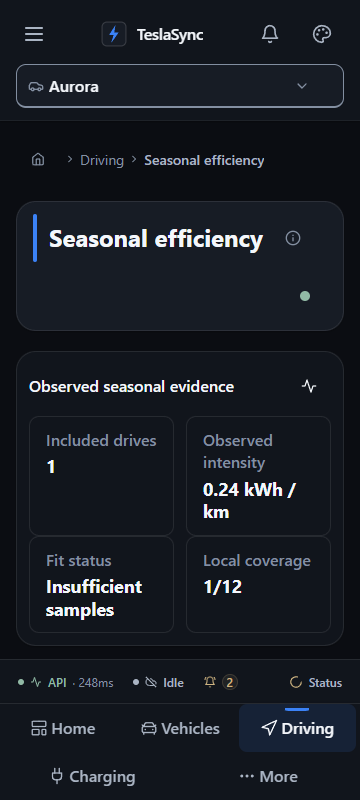 TeslaSync
Aurora
Driving
Seasonal efficiency
Seasonal efficiency
Observed seasonal evidence
Included drives
1
Observed
intensity
0.24 kWh /
km
Fit status
Insufficient
samples
Local coverage
1/12
API · 248ms
Idle
2
Status
Home
Vehicles
Driving
Charging
More